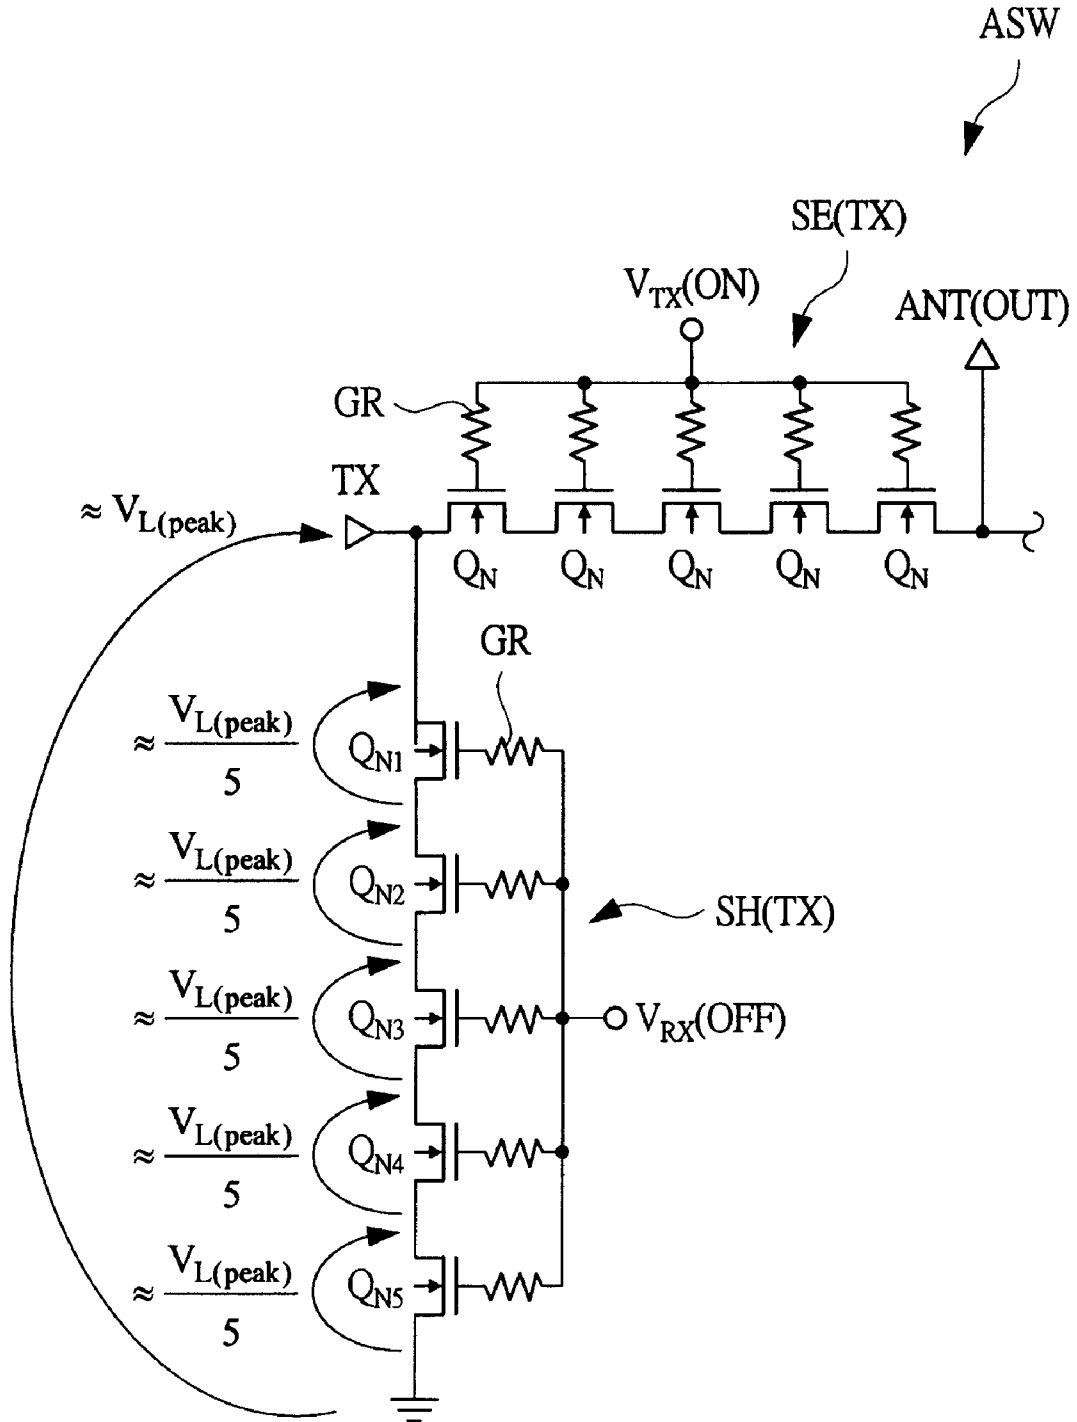 ASW
SE(TX)
V_TX(ON)
ANT(OUT)
GR
TX
≈ V_L(peak)
Q_N Q_N Q_N Q_N Q_N
GR
≈ V_L(peak)/5 Q_N1
≈ V_L(peak)/5 Q_N2
SH(TX)
≈ V_L(peak)/5 Q_N3 V_RX(OFF)
≈ V_L(peak)/5 Q_N4
≈ V_L(peak)/5 Q_N5